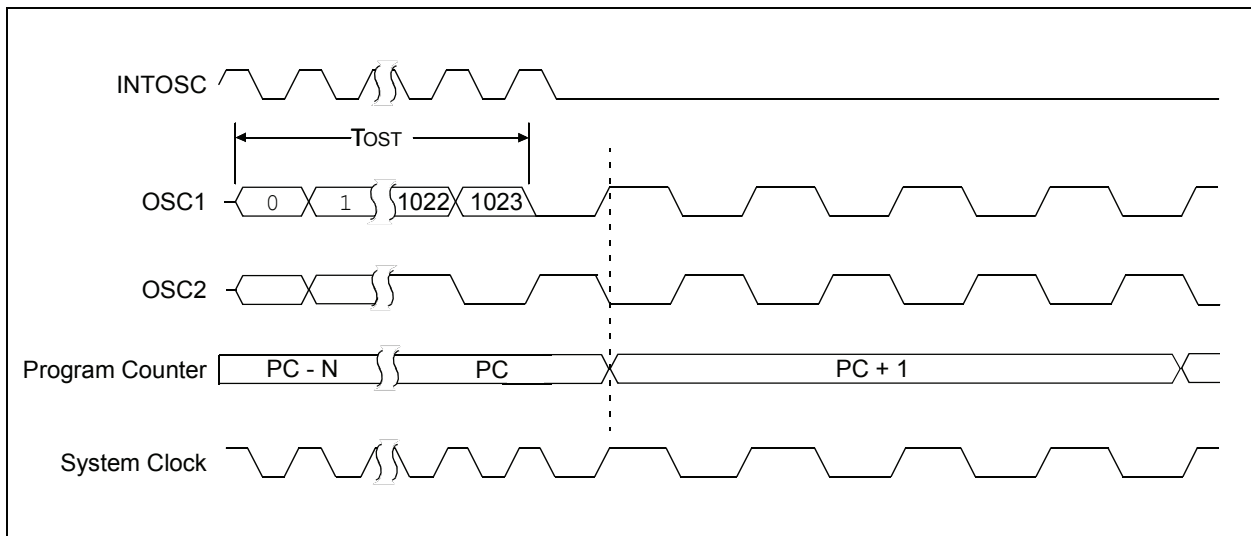 INTOSC
TOST
OSC1
0 1 1022 1023
OSC2
Program Counter
PC - N PC PC + 1
System Clock